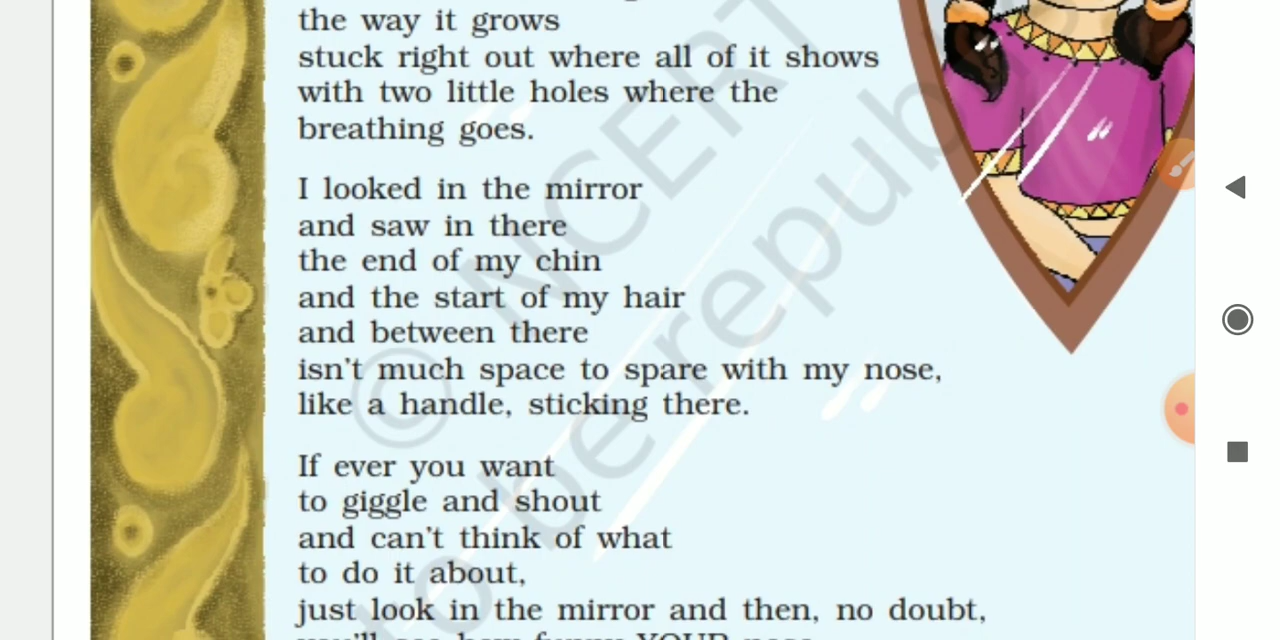 the way it grows
stuck right out where all of it shows
with two little holes where the
breathing goes.
I looked in the mirror
and saw in there
the end of my chin
and the start of my hair
and between there
isn't much space to spare with my nose,
like a handle, sticking there.
If ever you want
to giggle and shout
and can't think of what
to do it about,
just look in the mirror and then, no doubt,
© NCERT
to be repub